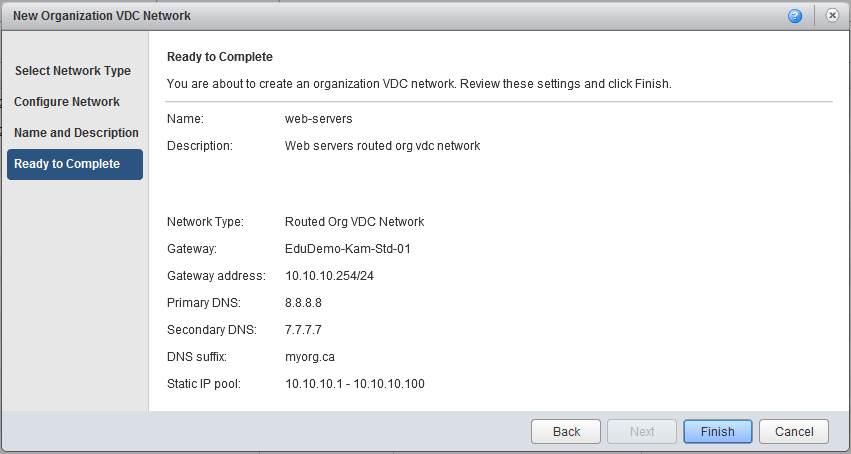 New Organization VDC Network
?
Select Network Type
Configure Network
Name and Description
Ready to Complete
Ready to Complete
You are about to create an organization VDC network. Review these settings and click Finish.
Name: web-servers
Description: Web servers routed org vdc network
Network Type: Routed Org VDC Network
Gateway: EduDemo-Kam-Std-01
Gateway address: 10.10.10.254/24
Primary DNS: 8.8.8.8
Secondary DNS: 7.7.7.7
DNS suffix: myorg.ca
Static IP pool: 10.10.10.1 - 10.10.10.100
Back Next Finish Cancel